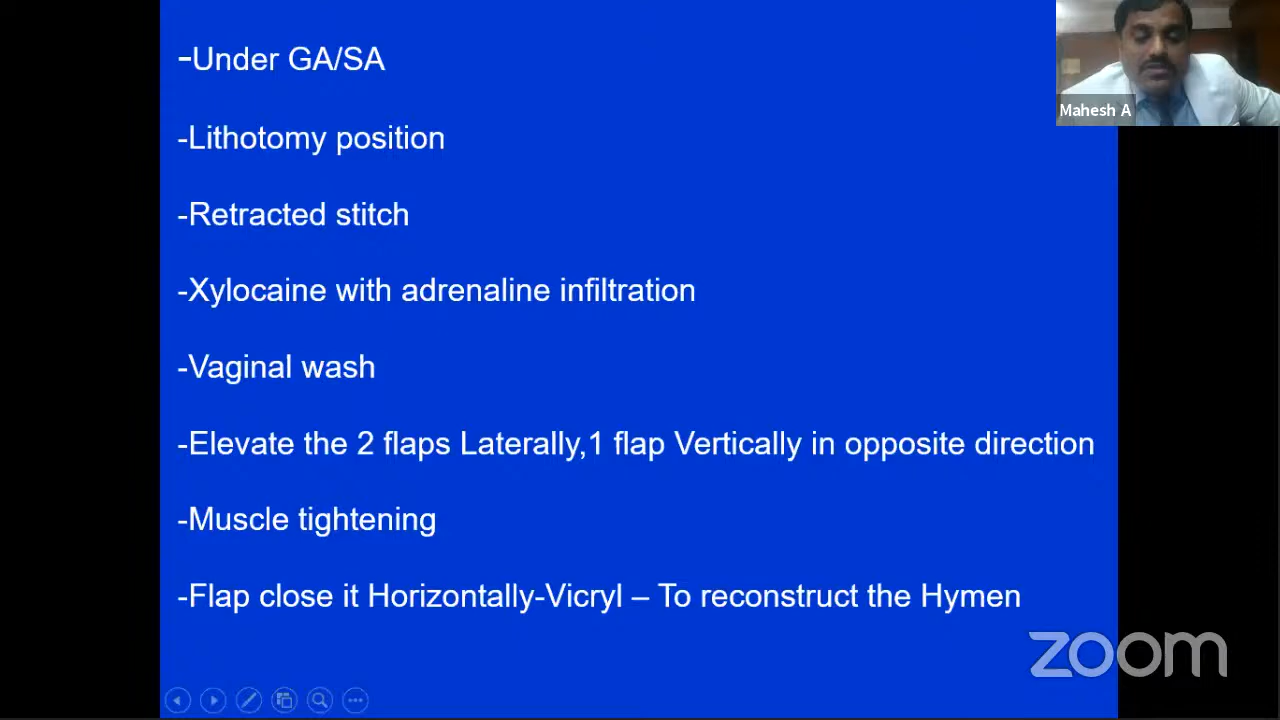 -Under GA/SA
Mahesh A
-Lithotomy position
-Retracted stitch
-Xylocaine with adrenaline infiltration
-Vaginal wash
-Elevate the 2 flaps Laterally,1 flap Vertically in opposite direction
-Muscle tightening
-Flap close it Horizontally-Vicryl – To reconstruct the Hymen
zoom